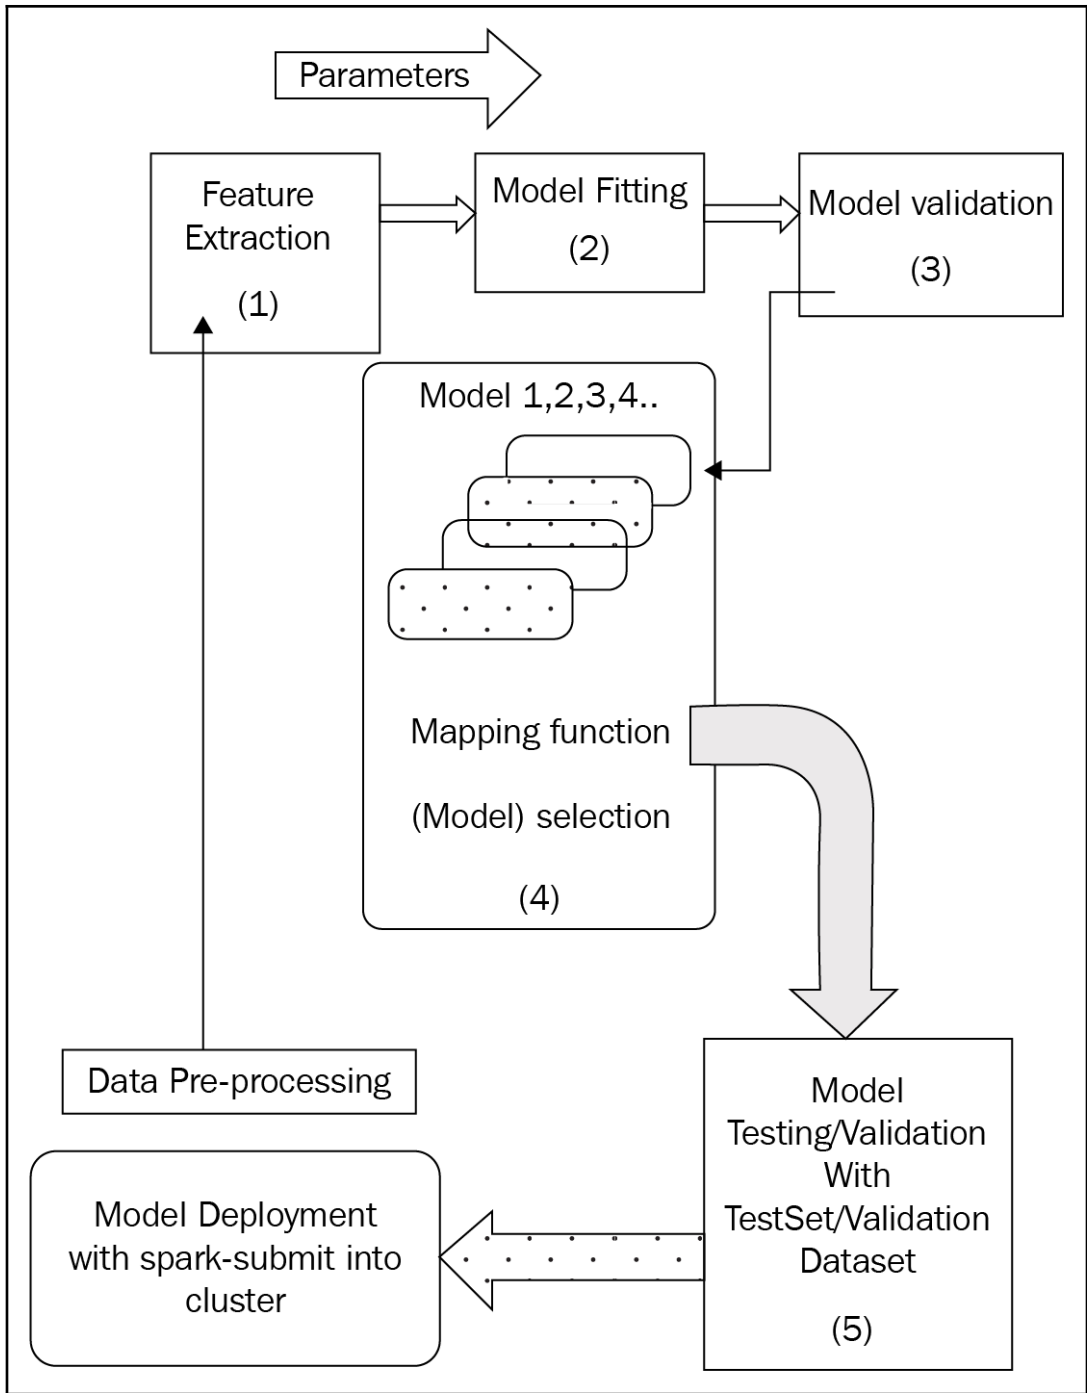 Parameters
Feature
Extraction
(1)
Model Fitting
(2)
Model validation
(3)
Model 1,2,3,4..
Mapping function
(Model) selection
(4)
Data Pre-processing
Model
Testing/Validation
With
TestSet/Validation
Dataset
(5)
Model Deployment
with spark-submit into
cluster